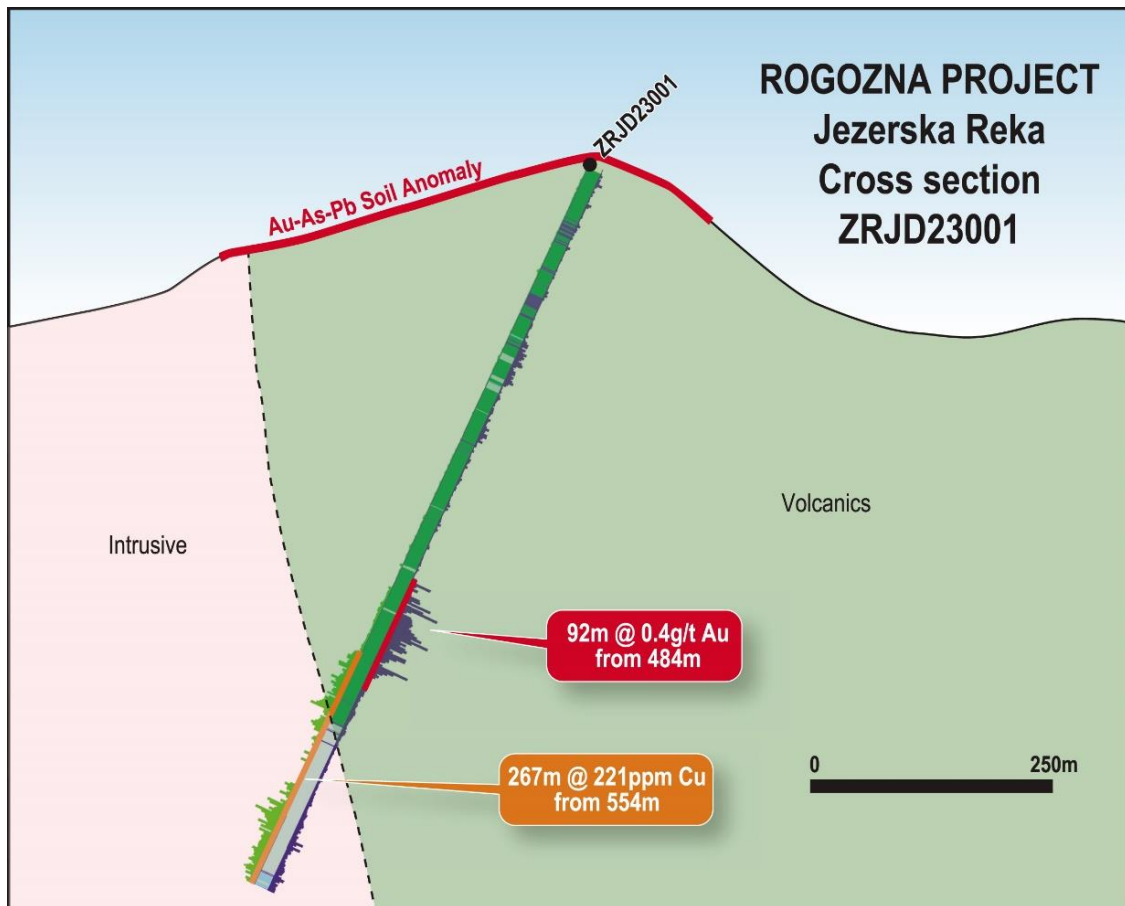 ROGOZNA PROJECT
Jezerska Reka
Cross section
ZRJD23001
ZRJD23001
Au-As-Pb Soil Anomaly
Intrusive
Volcanics
92m @ 0.4g/t Au
from 484m
267m @ 221ppm Cu
from 554m
0 250m